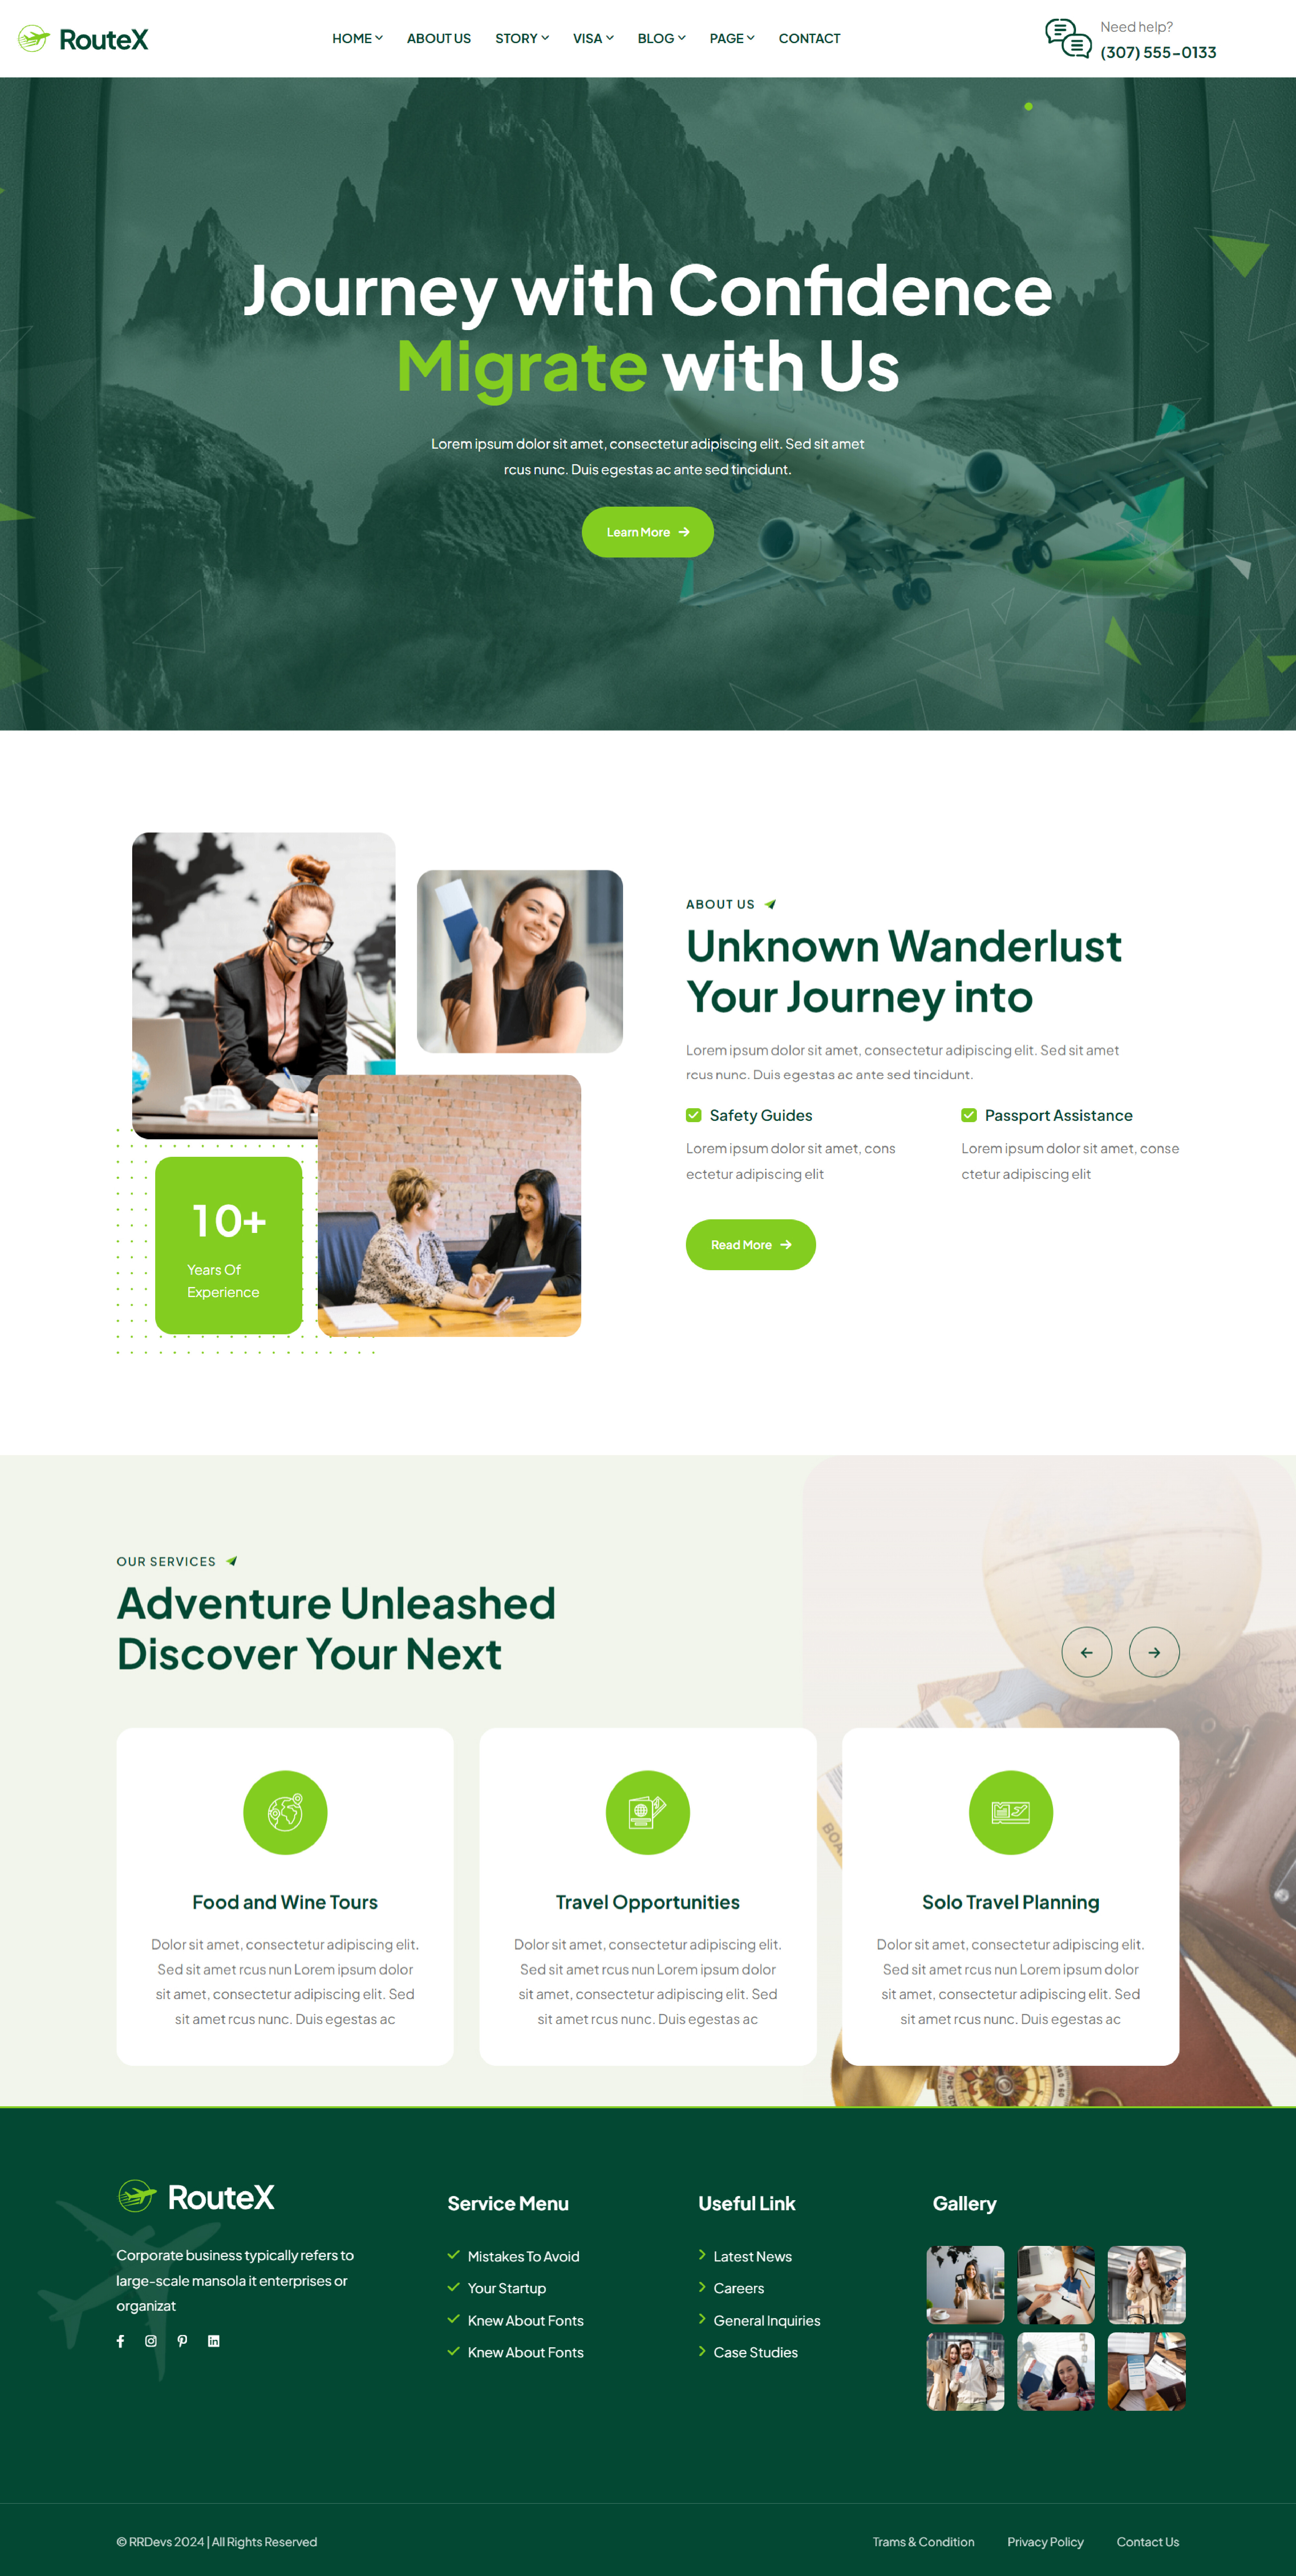 RouteX
HOME
ABOUT US
STORY
VISA
BLOG
PAGE
CONTACT
Need help?
(307) 555-0133
Journey with Confidence
Migrate with Us
Lorem ipsum dolor sit amet, consectetur adipiscing elit. Sed sit amet
rcus nunc. Duis egestas ac ante sed tincidunt.
Learn More
ABOUT US
Unknown Wanderlust
Your Journey into
Lorem ipsum dolor sit amet, consectetur adipiscing elit. Sed sit amet
rcus nunc. Duis egestas ac ante sed tincidunt.
Safety Guides
Lorem ipsum dolor sit amet, cons
ectetur adipiscing elit
Passport Assistance
Lorem ipsum dolor sit amet, conse
ctetur adipiscing elit
Read More
10+
Years Of
Experience
OUR SERVICES
Adventure Unleashed
Discover Your Next
Food and Wine Tours
Dolor sit amet, consectetur adipiscing elit.
Sed sit amet rcus nun Lorem ipsum dolor
sit amet, consectetur adipiscing elit. Sed
sit amet rcus nunc. Duis egestas ac
Travel Opportunities
Dolor sit amet, consectetur adipiscing elit.
Sed sit amet rcus nun Lorem ipsum dolor
sit amet, consectetur adipiscing elit. Sed
sit amet rcus nunc. Duis egestas ac
Solo Travel Planning
Dolor sit amet, consectetur adipiscing elit.
Sed sit amet rcus nun Lorem ipsum dolor
sit amet, consectetur adipiscing elit. Sed
sit amet rcus nunc. Duis egestas ac
RouteX
Corporate business typically refers to
large-scale mansola it enterprises or
organizat
Service Menu
Mistakes To Avoid
Your Startup
Knew About Fonts
Knew About Fonts
Useful Link
Latest News
Careers
General Inquiries
Case Studies
Gallery
© RRDevs 2024 | All Rights Reserved
Trams & Condition
Privacy Policy
Contact Us